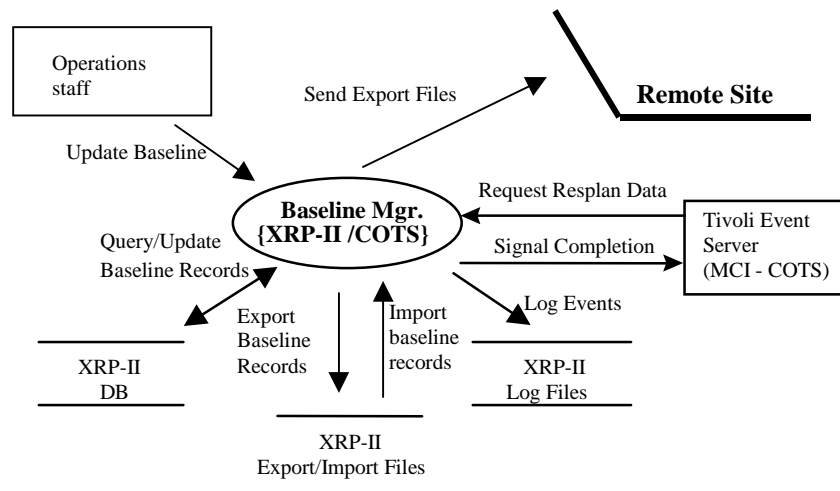 Operations
staff
Send Export Files
Remote Site
Update Baseline
Request Resplan Data
Baseline Mgr.
{XRP-II /COTS}
Tivoli Event
Server
(MCI - COTS)
Query/Update
Baseline Records
Signal Completion
Export
Baseline
Records
Import
baseline
records
Log Events
XRP-II
DB
XRP-II
Log Files
XRP-II
Export/Import Files